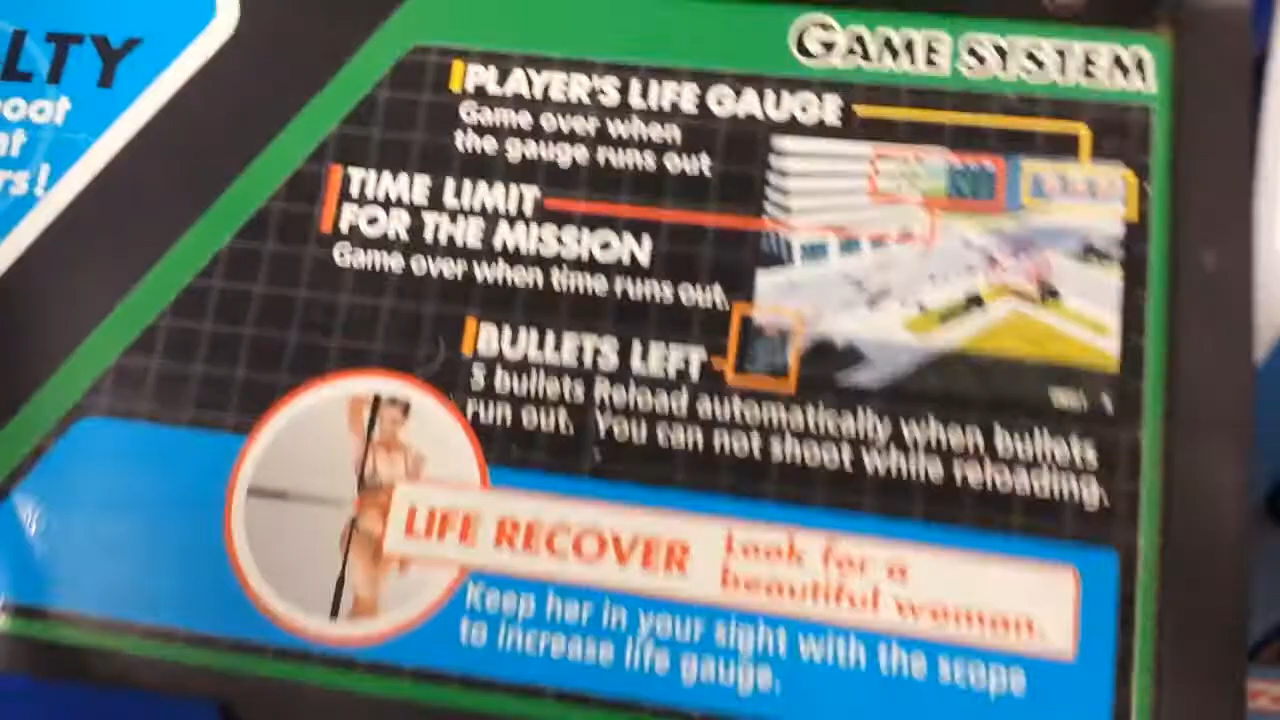 LTY
GAME SYSTEM
PLAYER'S LIFE GAUGE
Game over when
the gauge runs out
TIME LIMIT
FOR THE MISSION
Game over when time runs out.
BULLETS LEFT
5 bullets Reload automatically when bullets
run out. You can not shoot while reloading.
LIFE RECOVER
Look for a
beautiful woman.
Keep her in your sight with the scope
to increase life gauge.